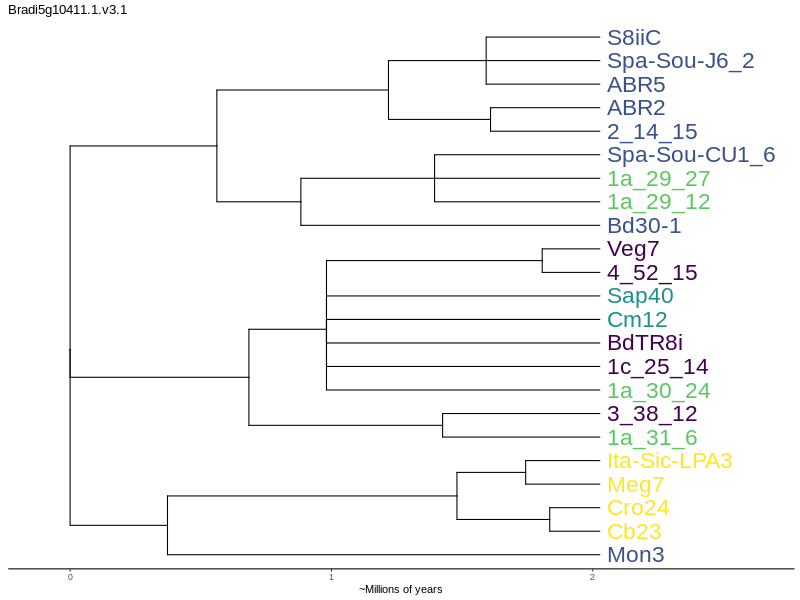 Bradi5g10411.1.v3.1
S8iiC
Spa-Sou-J6_2
ABR5
ABR2
2_14_15
Spa-Sou-CU1_6
1a_29_27
1a_29_12
Bd30-1
Veg7
4_52_15
Sap40
Cm12
BdTR8i
1c_25_14
1a_30_24
3_38_12
1a_31_6
Ita-Sic-LPA3
Meg7
Cro24
Cb23
Mon3
0 1 2
~Millions of years